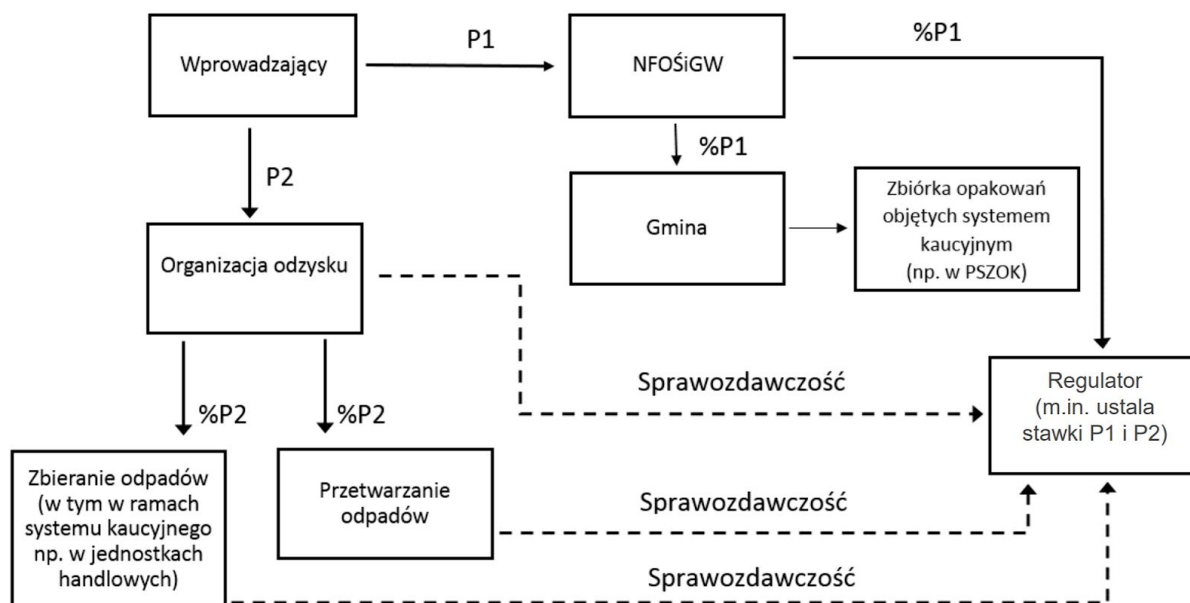 Wprowadzający
P1
NFOŚiGW
%P1
P2
%P1
Organizacja odzysku
Gmina
Zbiórka opakowań
objętych systemem
kaucyjnym
(np. w PSZOK)
%P2
%P2
Sprawozdawczość
Regulator
(m.in. ustala
stawki P1 i P2)
Zbieranie odpadów
(w tym w ramach
systemu kaucyjnego
np. w jednostkach
handlowych)
Przetwarzanie
odpadów
Sprawozdawczość
Sprawozdawczość